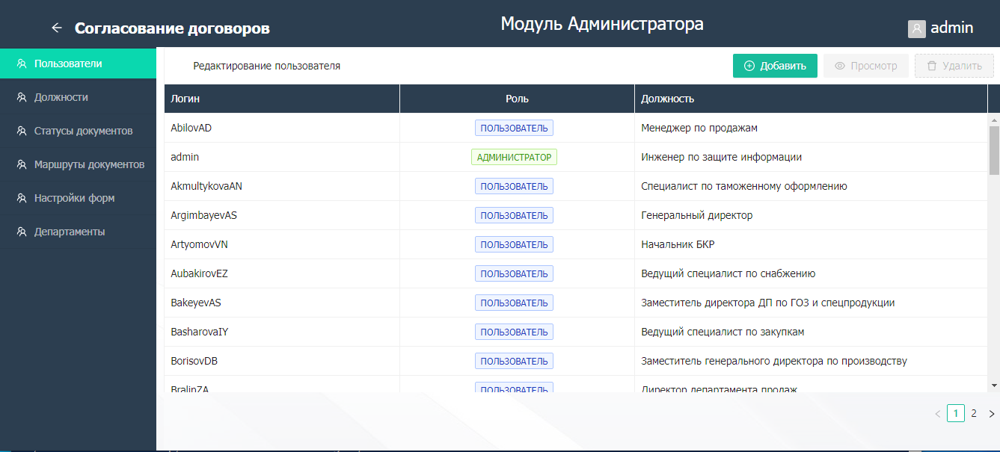 Согласование договоров
Модуль Администратора
admin
Пользователи
Должности
Статусы документов
Маршруты документов
Настройки форм
Департаменты
Редактирование пользователя
Добавить
Просмотр
Удалить
Логин Роль Должность
AbilovAD ПОЛЬЗОВАТЕЛЬ Менеджер по продажам
admin АДМИНИСТРАТОР Инженер по защите информации
AkmultykovaAN ПОЛЬЗОВАТЕЛЬ Специалист по таможенному оформлению
ArgimbayevAS ПОЛЬЗОВАТЕЛЬ Генеральный директор
ArtyomovVN ПОЛЬЗОВАТЕЛЬ Начальник БКР
AubakirovEZ ПОЛЬЗОВАТЕЛЬ Ведущий специалист по снабжению
BakeyevAS ПОЛЬЗОВАТЕЛЬ Заместитель директора ДП по ГОЗ и спецпродукции
BasharovaIY ПОЛЬЗОВАТЕЛЬ Ведущий специалист по закупкам
BorisovDB ПОЛЬЗОВАТЕЛЬ Заместитель генерального директора по производству
BralinZA ПОЛЬЗОВАТЕЛЬ Директор департамента продаж
< 1 2 >